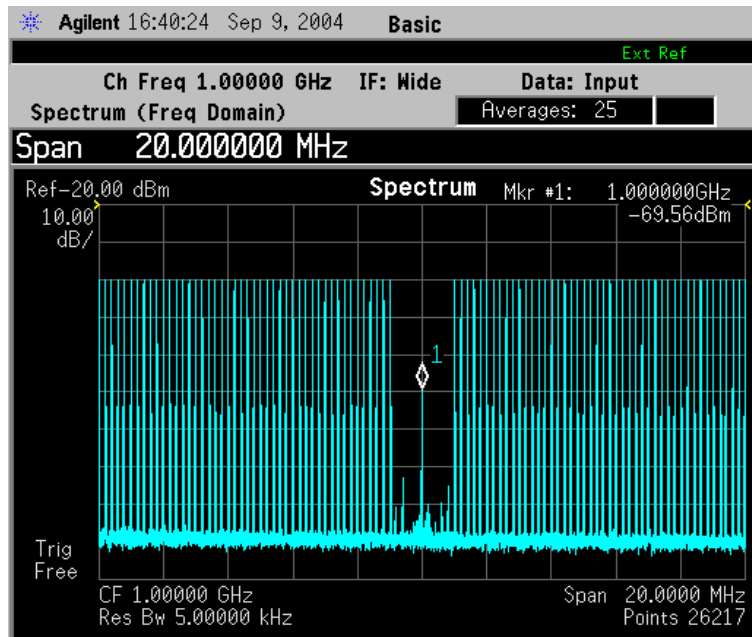 Agilent 16:40:24 Sep 9, 2004 Basic
Ext Ref
Ch Freq 1.00000 GHz IF: Wide Data: Input
Spectrum (Freq Domain) Averages: 25
Span 20.000000 MHz
Ref-20.00 dBm Spectrum Mkr #1: 1.000000GHz
10.00 -69.56dBm
dB/
1
Trig
Free
CF 1.00000 GHz Span 20.0000 MHz
Res Bw 5.00000 kHz Points 26217